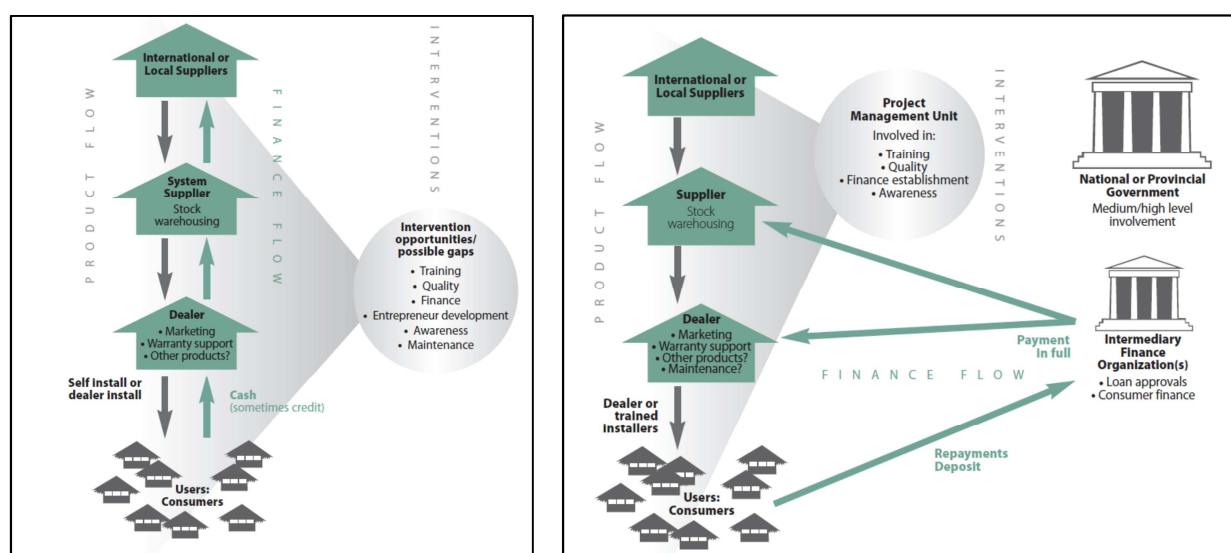 International or
Local Suppliers
PRODUCT FLOW
FINANCE FLOW
INTERVENTIONS
System
Supplier
Stock
warehousing
Intervention
opportunities/
possible gaps
• Training
• Quality
• Finance
• Entrepreneur development
• Awareness
• Maintenance
Dealer
• Marketing
• Warranty support
• Other products?
Self install or
dealer install
Cash
(sometimes credit)
Users:
Consumers
International or
Local Suppliers
PRODUCT FLOW
Project
Management Unit
Involved in:
• Training
• Quality
• Finance establishment
• Awareness
INTERVENTIONS
National or Provincial
Government
Medium/high level
involvement
Supplier
Stock
warehousing
Dealer
• Marketing
• Warranty support
• Other products?
• Maintenance?
Payment
in full
FINANCE FLOW
Intermediary
Finance
Organization(s)
• Loan approvals
• Consumer finance
Dealer or
trained
installers
Repayments
Deposit
Users:
Consumers